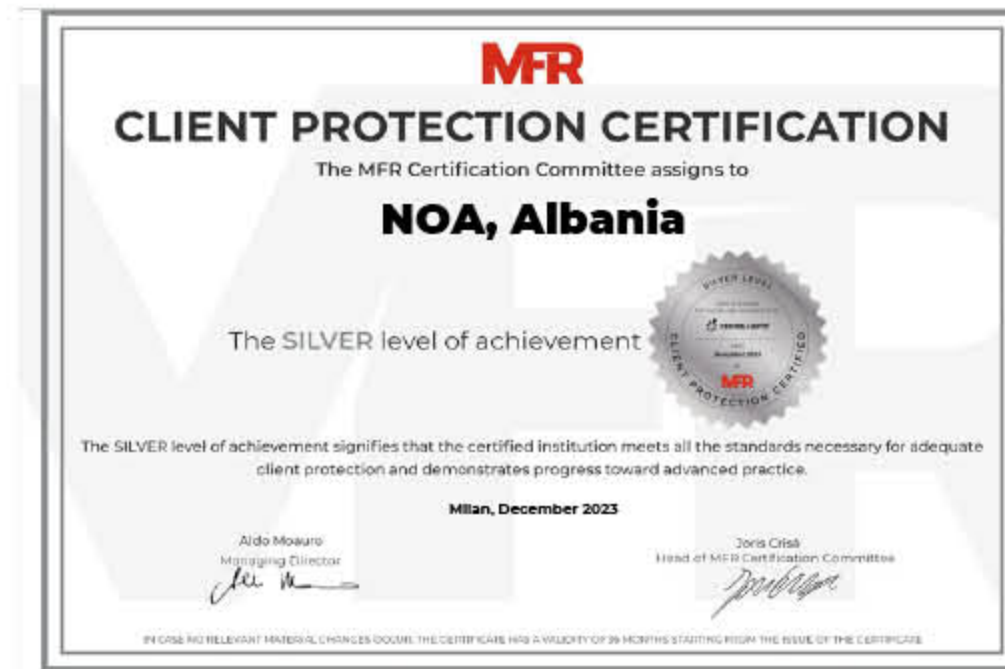 MFR
CLIENT PROTECTION CERTIFICATION
The MFR Certification Committee assigns to
NOA, Albania
SILVER LEVEL
The SILVER level of achievement
MFR
CLIENT PROTECTION CERTIFIED
The SILVER level of achievement signifies that the certified institution meets all the standards necessary for adequate
client protection and demonstrates progress toward advanced practice.
Milan, December 2023
Aldo Moauro
Managing Director
Joris Crisà
Head of MFR Certification Committee
IN CASE NO RELEVANT MATERIAL CHANGES OCCUR, THE CERTIFICATE HAS A VALIDITY OF 36 MONTHS STARTING FROM THE ISSUE OF THE CERTIFICATE